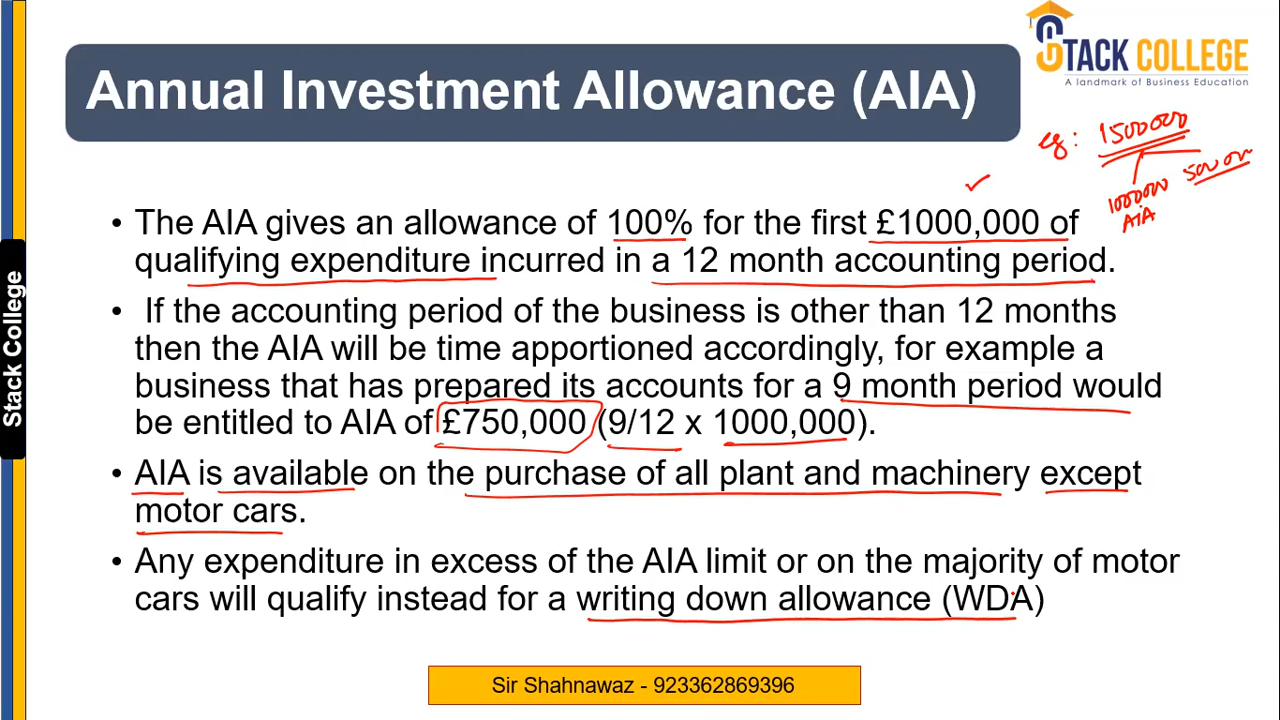 STACK COLLEGE
A landmark of Business Education
Annual Investment Allowance (AIA)
eg: 1500000
1000000
AIA
• The AIA gives an allowance of 100% for the first £1000,000 of
qualifying expenditure incurred in a 12 month accounting period.
• If the accounting period of the business is other than 12 months
then the AIA will be time apportioned accordingly, for example a
business that has prepared its accounts for a 9 month period would
be entitled to AIA of £750,000 (9/12 x 1000,000).
• AIA is available on the purchase of all plant and machinery except
motor cars.
• Any expenditure in excess of the AIA limit or on the majority of motor
cars will qualify instead for a writing down allowance (WDA)
Stack College
Sir Shahnawaz - 923362869396